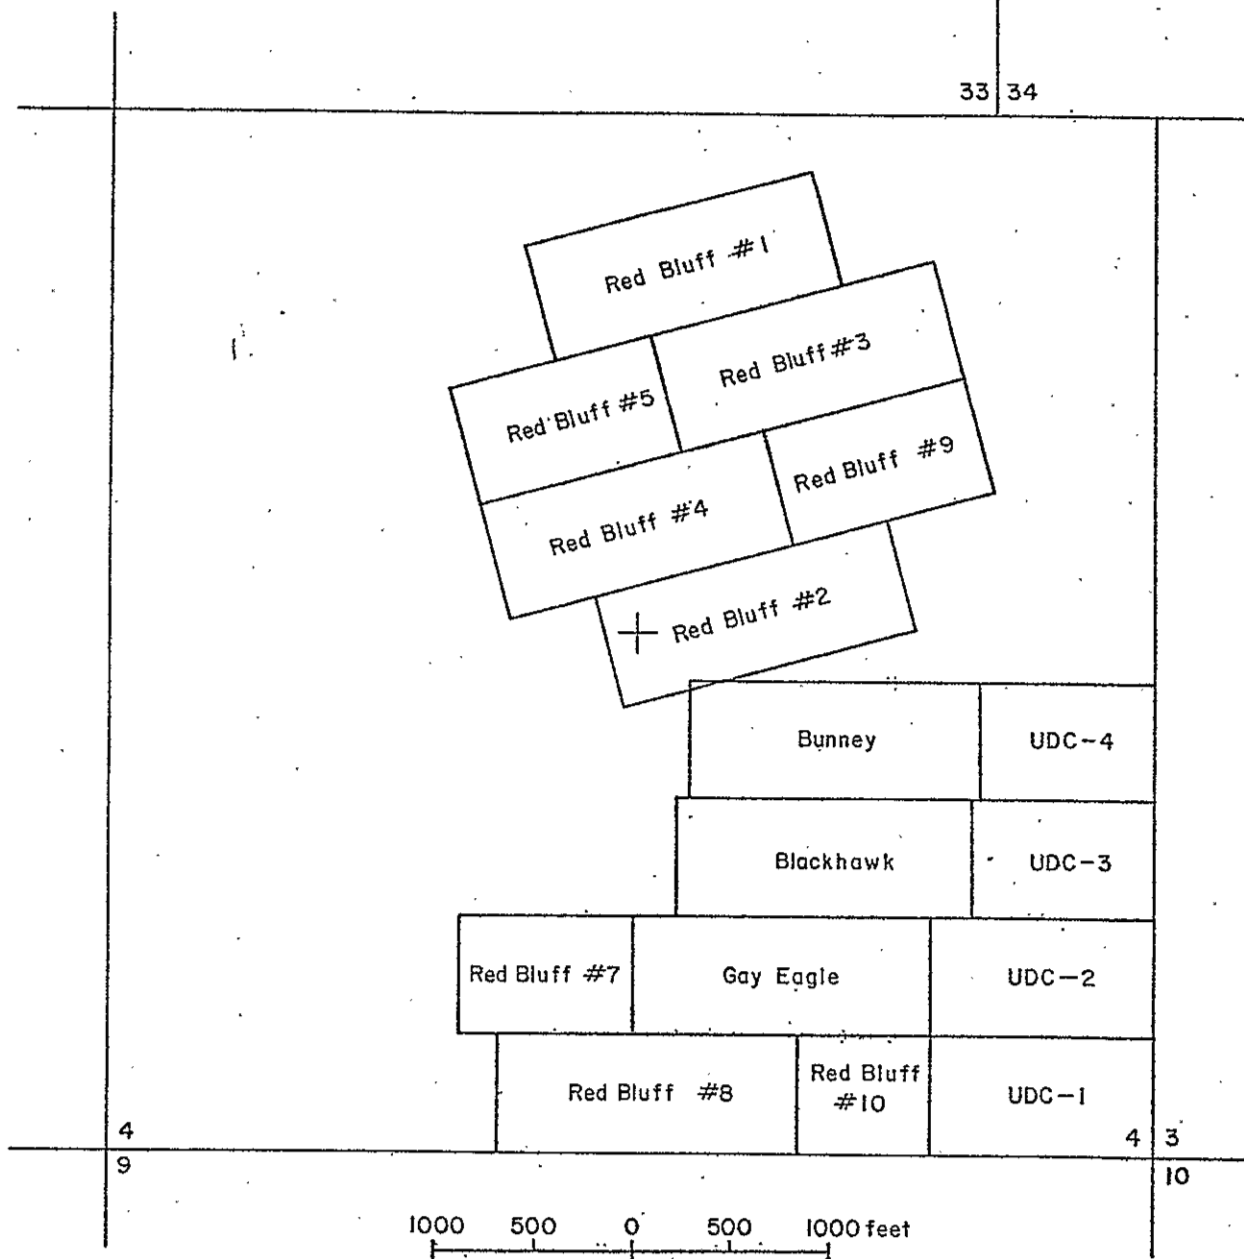 33 34
Red Bluff #1
Red Bluff #3
Red Bluff #5
Red Bluff #9
Red Bluff #4
Red Bluff #2
Bunney UDC-4
Blackhawk UDC-3
Red Bluff #7 Gay Eagle UDC-2
Red Bluff #8
Red Bluff
#10
UDC-1
4 4 3
9 10
1000 500 0 500 1000 feet